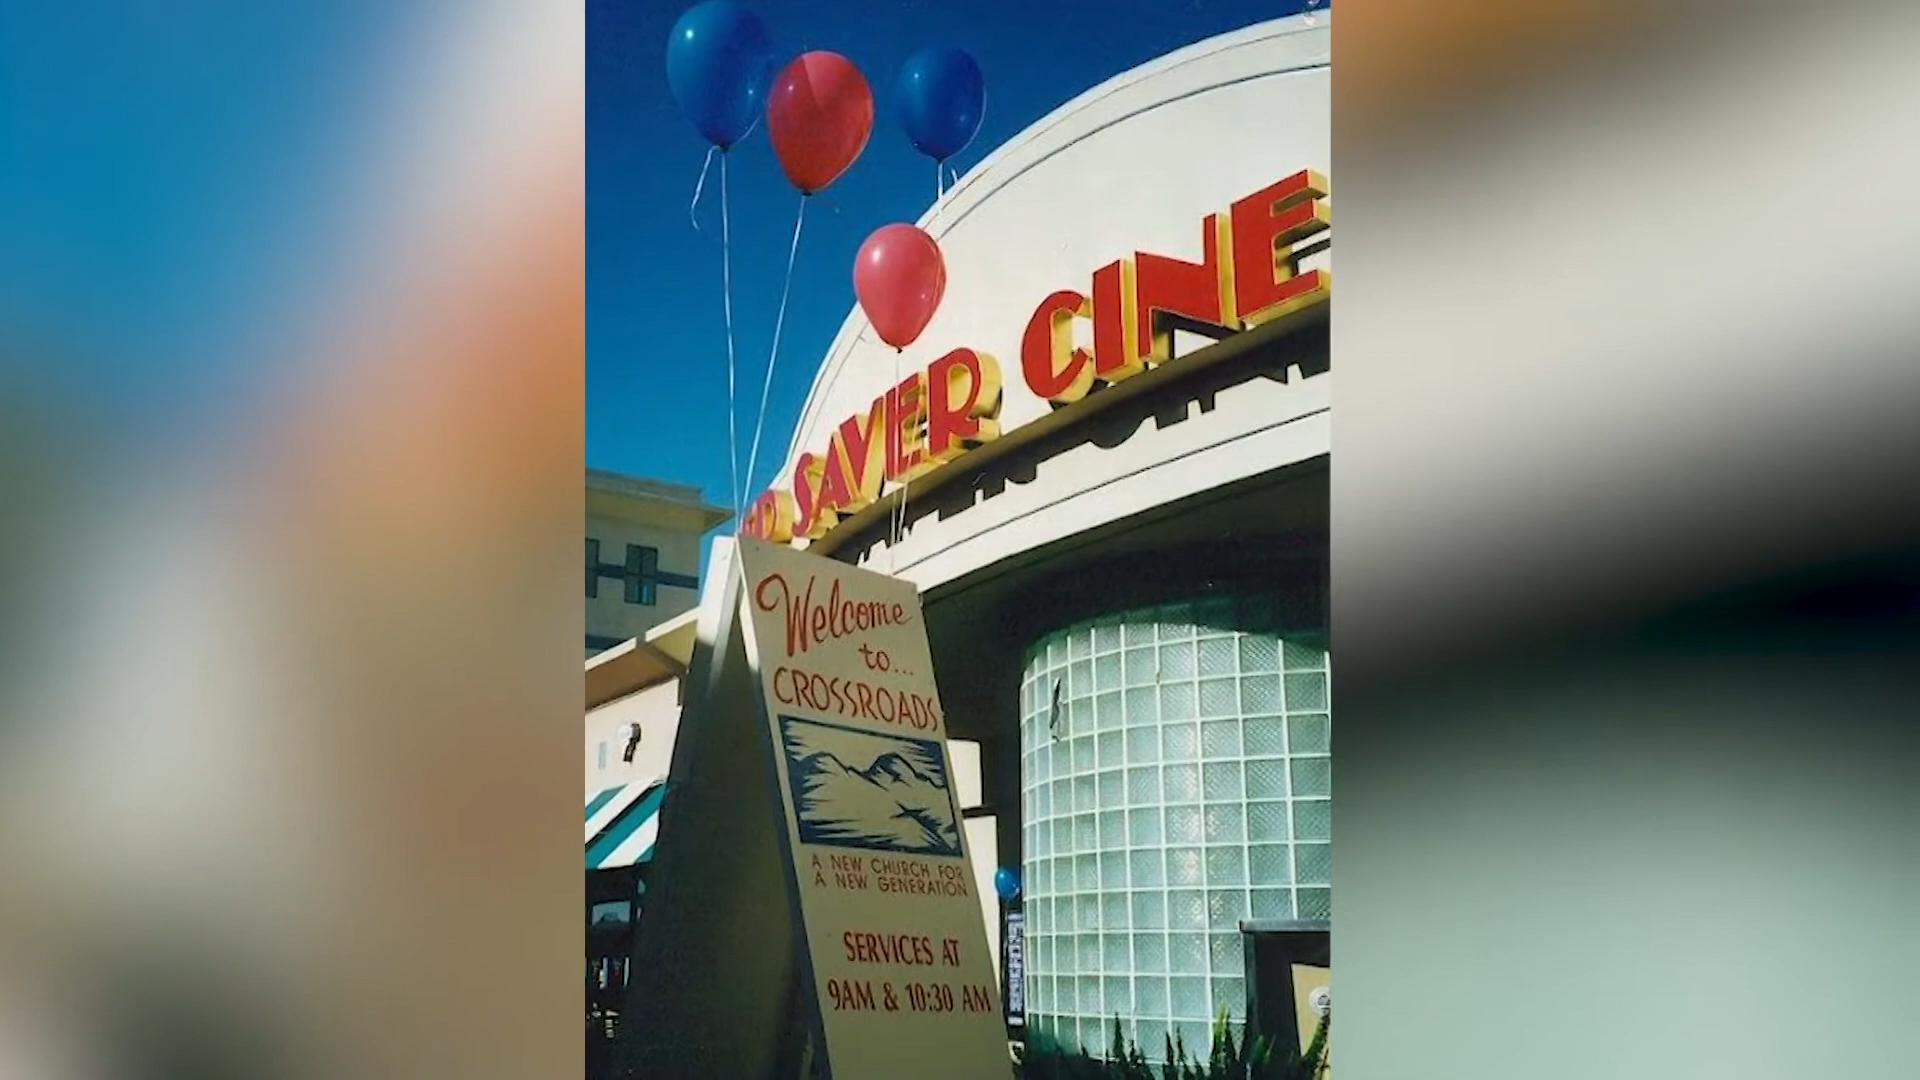 SAVER CINE
Welcome
to...
CROSSROADS
A NEW CHURCH FOR
A NEW GENERATION
SERVICES AT
9AM & 10:30 AM